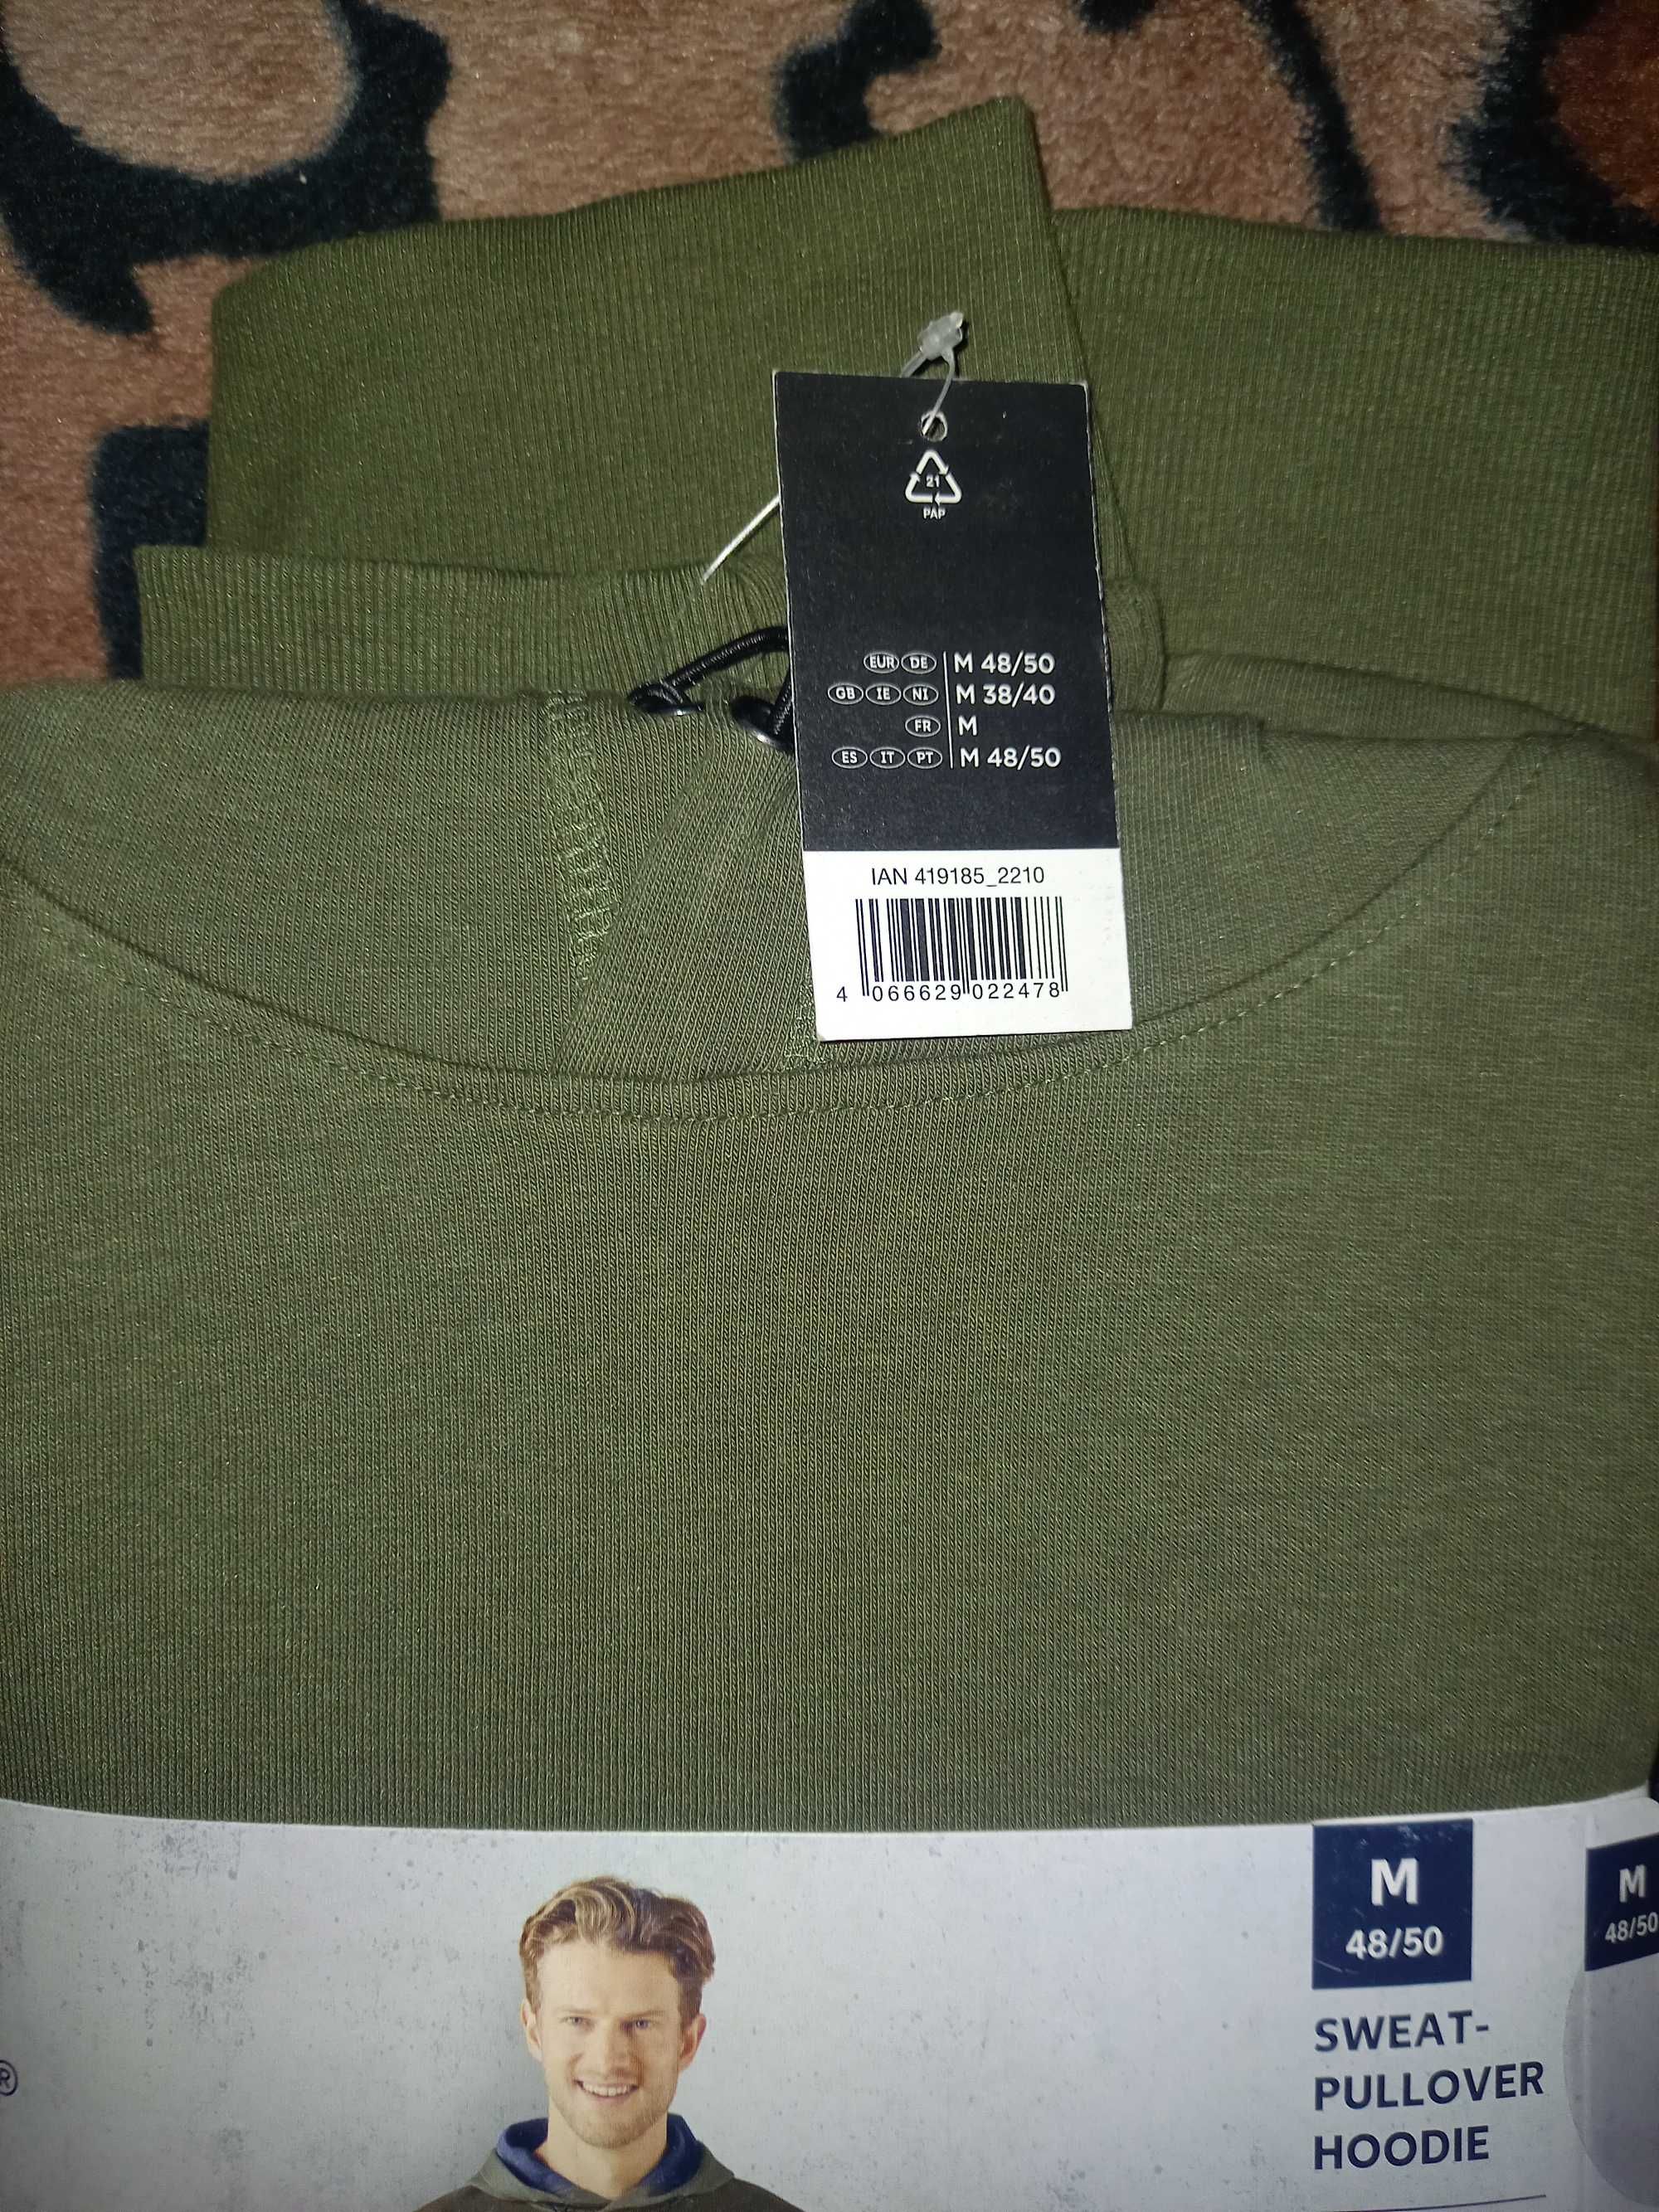 21
PAP
EUR DE M 48/50
GB IE NI M 38/40
FR M
ES IT PT M 48/50
IAN 419185_2210
4 066629 022478
M
48/50
SWEAT-
PULLOVER
HOODIE
M
48/50
®